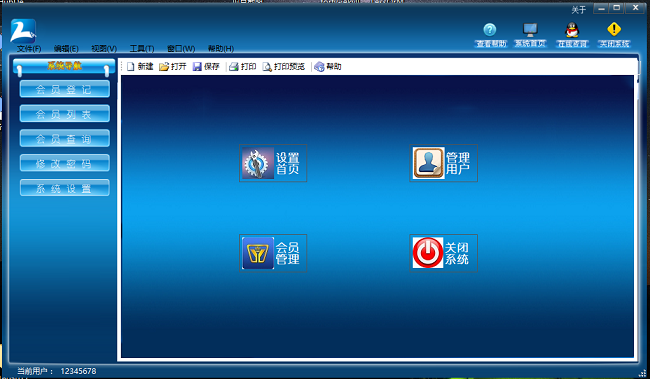 关于
查看帮助 系统首页 在线咨询 关闭系统
文件(F) 编辑(E) 视图(V) 工具(T) 窗口(W) 帮助(H)
系统导航
新建 打开 保存 打印 打印预览 帮助
会员登记
会员列表
会员查询
修改密码
系统设置
设置
首页
管理
用户
会员
管理
关闭
系统
当前用户： 12345678